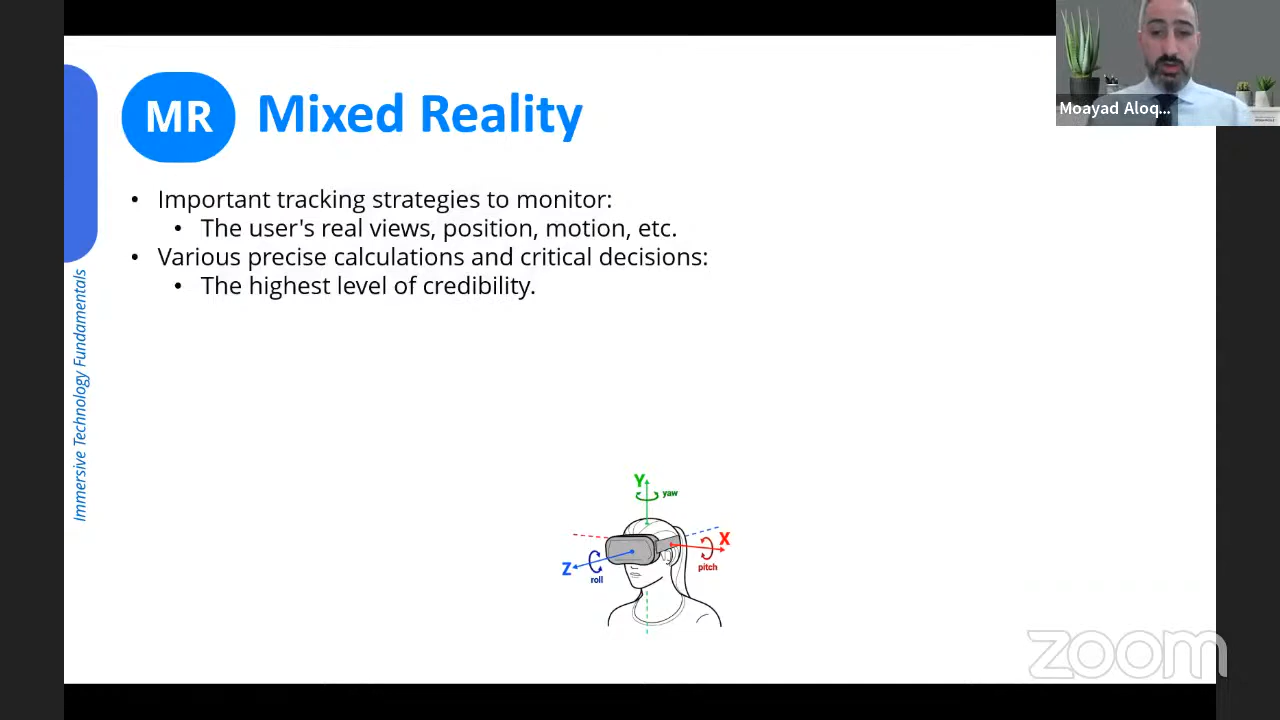 MR Mixed Reality
• Important tracking strategies to monitor:
• The user's real views, position, motion, etc.
• Various precise calculations and critical decisions:
• The highest level of credibility.
Immersive Technology Fundamentals
Moayad Aloq...
Y
yaw
X
pitch
Z
roll
zoom